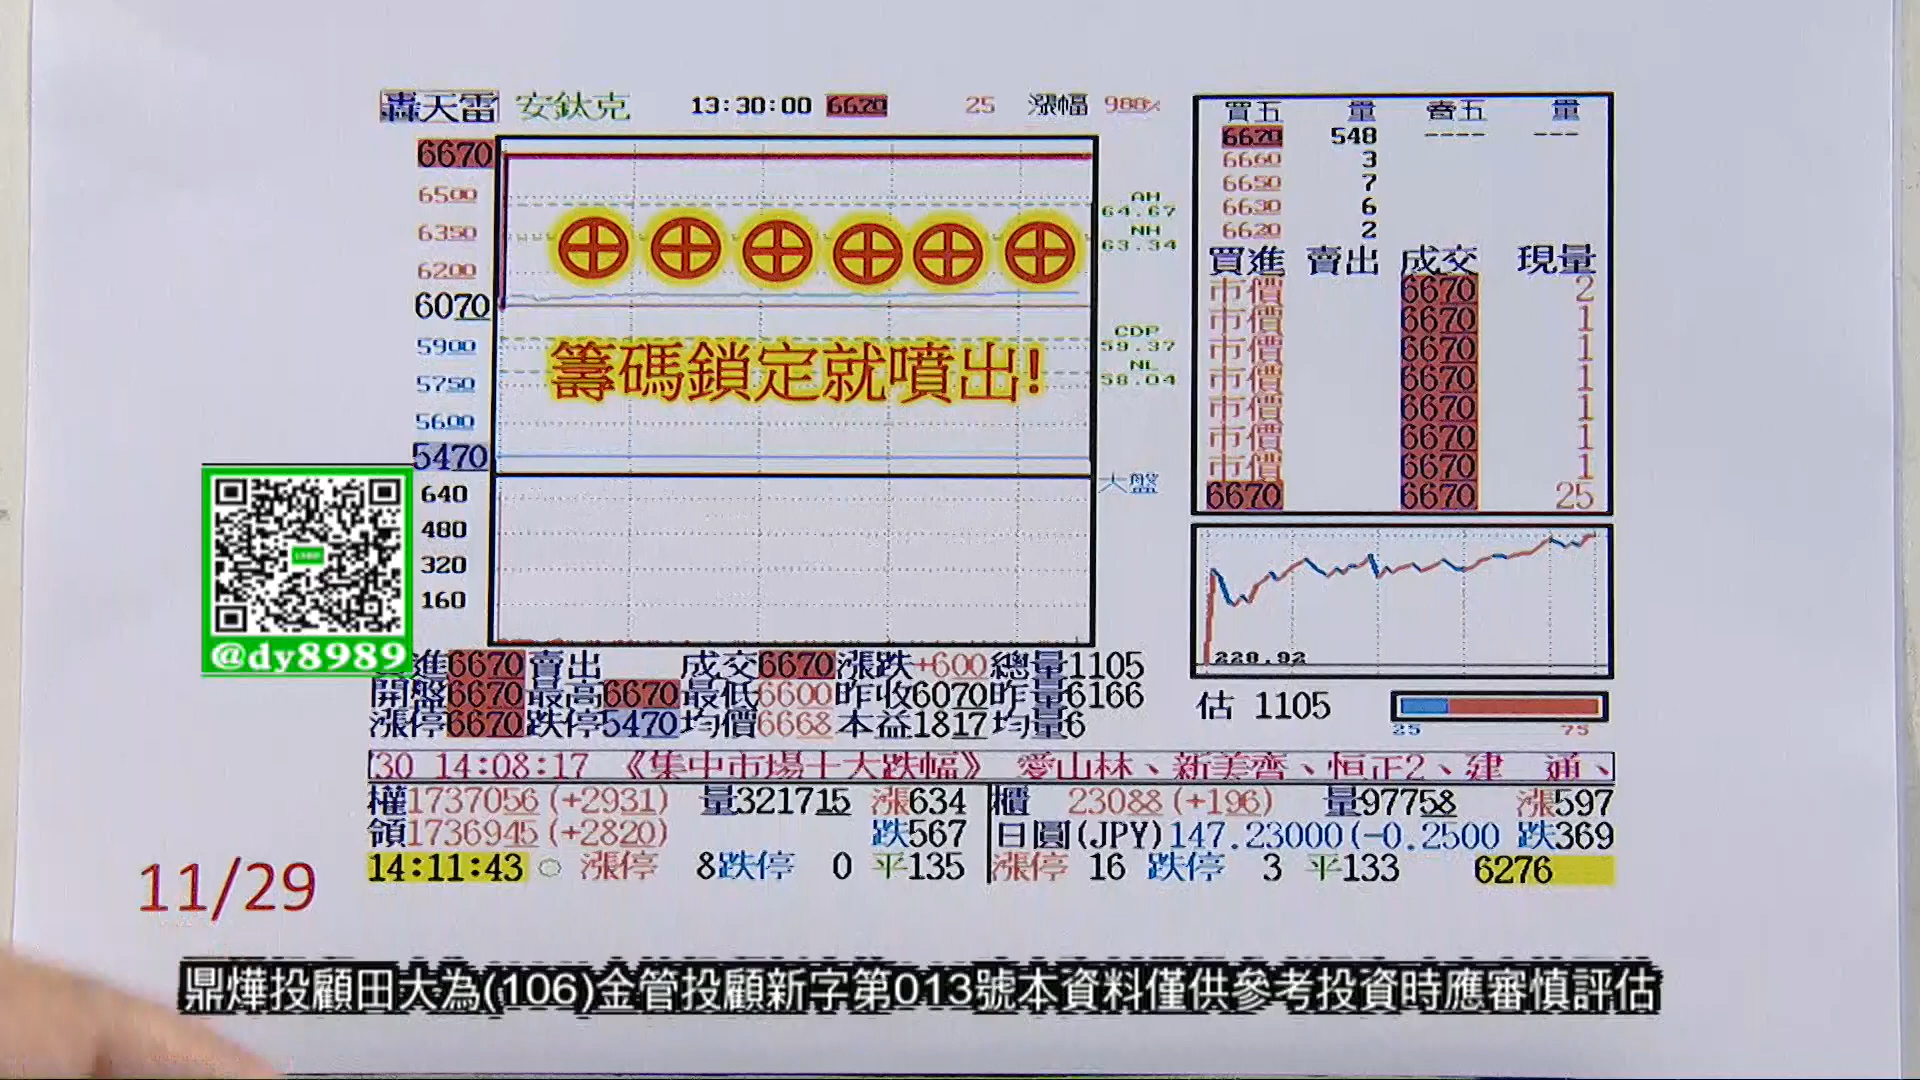 轟天雷 安鈦克 13:30:00 6670 25 漲幅 988%
6670
6500
6350
6200
6070
5900
5750
5600
5470
640
480
320
160
AH
64.67
NH
63.34
CDP
59.37
NL
58.04
大盤
籌碼鎖定就噴出!
買五 量 賣五 量
6670 548 ---- ---
6660 3
6650 7
6630 6
6620 2
買進 賣出 成交 現量
市價 6670 2
市價 6670 1
市價 6670 1
市價 6670 1
市價 6670 1
市價 6670 1
市價 6670 1
6670 6670 25
228.92
估 1105
25 75
@dy8989
進6670 賣出 成交6670 漲跌+600 總量1105
開盤6670 最高6670 最低6600 昨收6070 昨量6166
漲停6670 跌停5470 均價6668 本益1817 均量6
30 14:08:17 《集中市場十大跌幅》 愛山林、新美齊、恒正2、建 通、
權1737056(+2931) 量321715 漲634 櫃 23088(+196) 量97758 漲597
領1736945(+2820) 跌567 日圓(JPY)147.23000(-0.2500 跌369
14:11:43 漲停 8跌停 0 平135 漲停 16 跌停 3 平133 6276
11/29
鼎燁投顧田大為(106)金管投顧新字第013號本資料僅供參考投資時應審慎評估